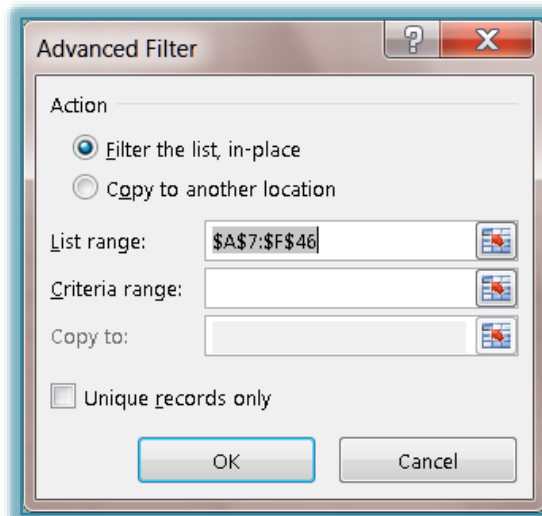 Advanced Filter
Action
Filter the list, in-place
Copy to another location
List range: $A$7:$F$46
Criteria range:
Copy to:
Unique records only
OK Cancel